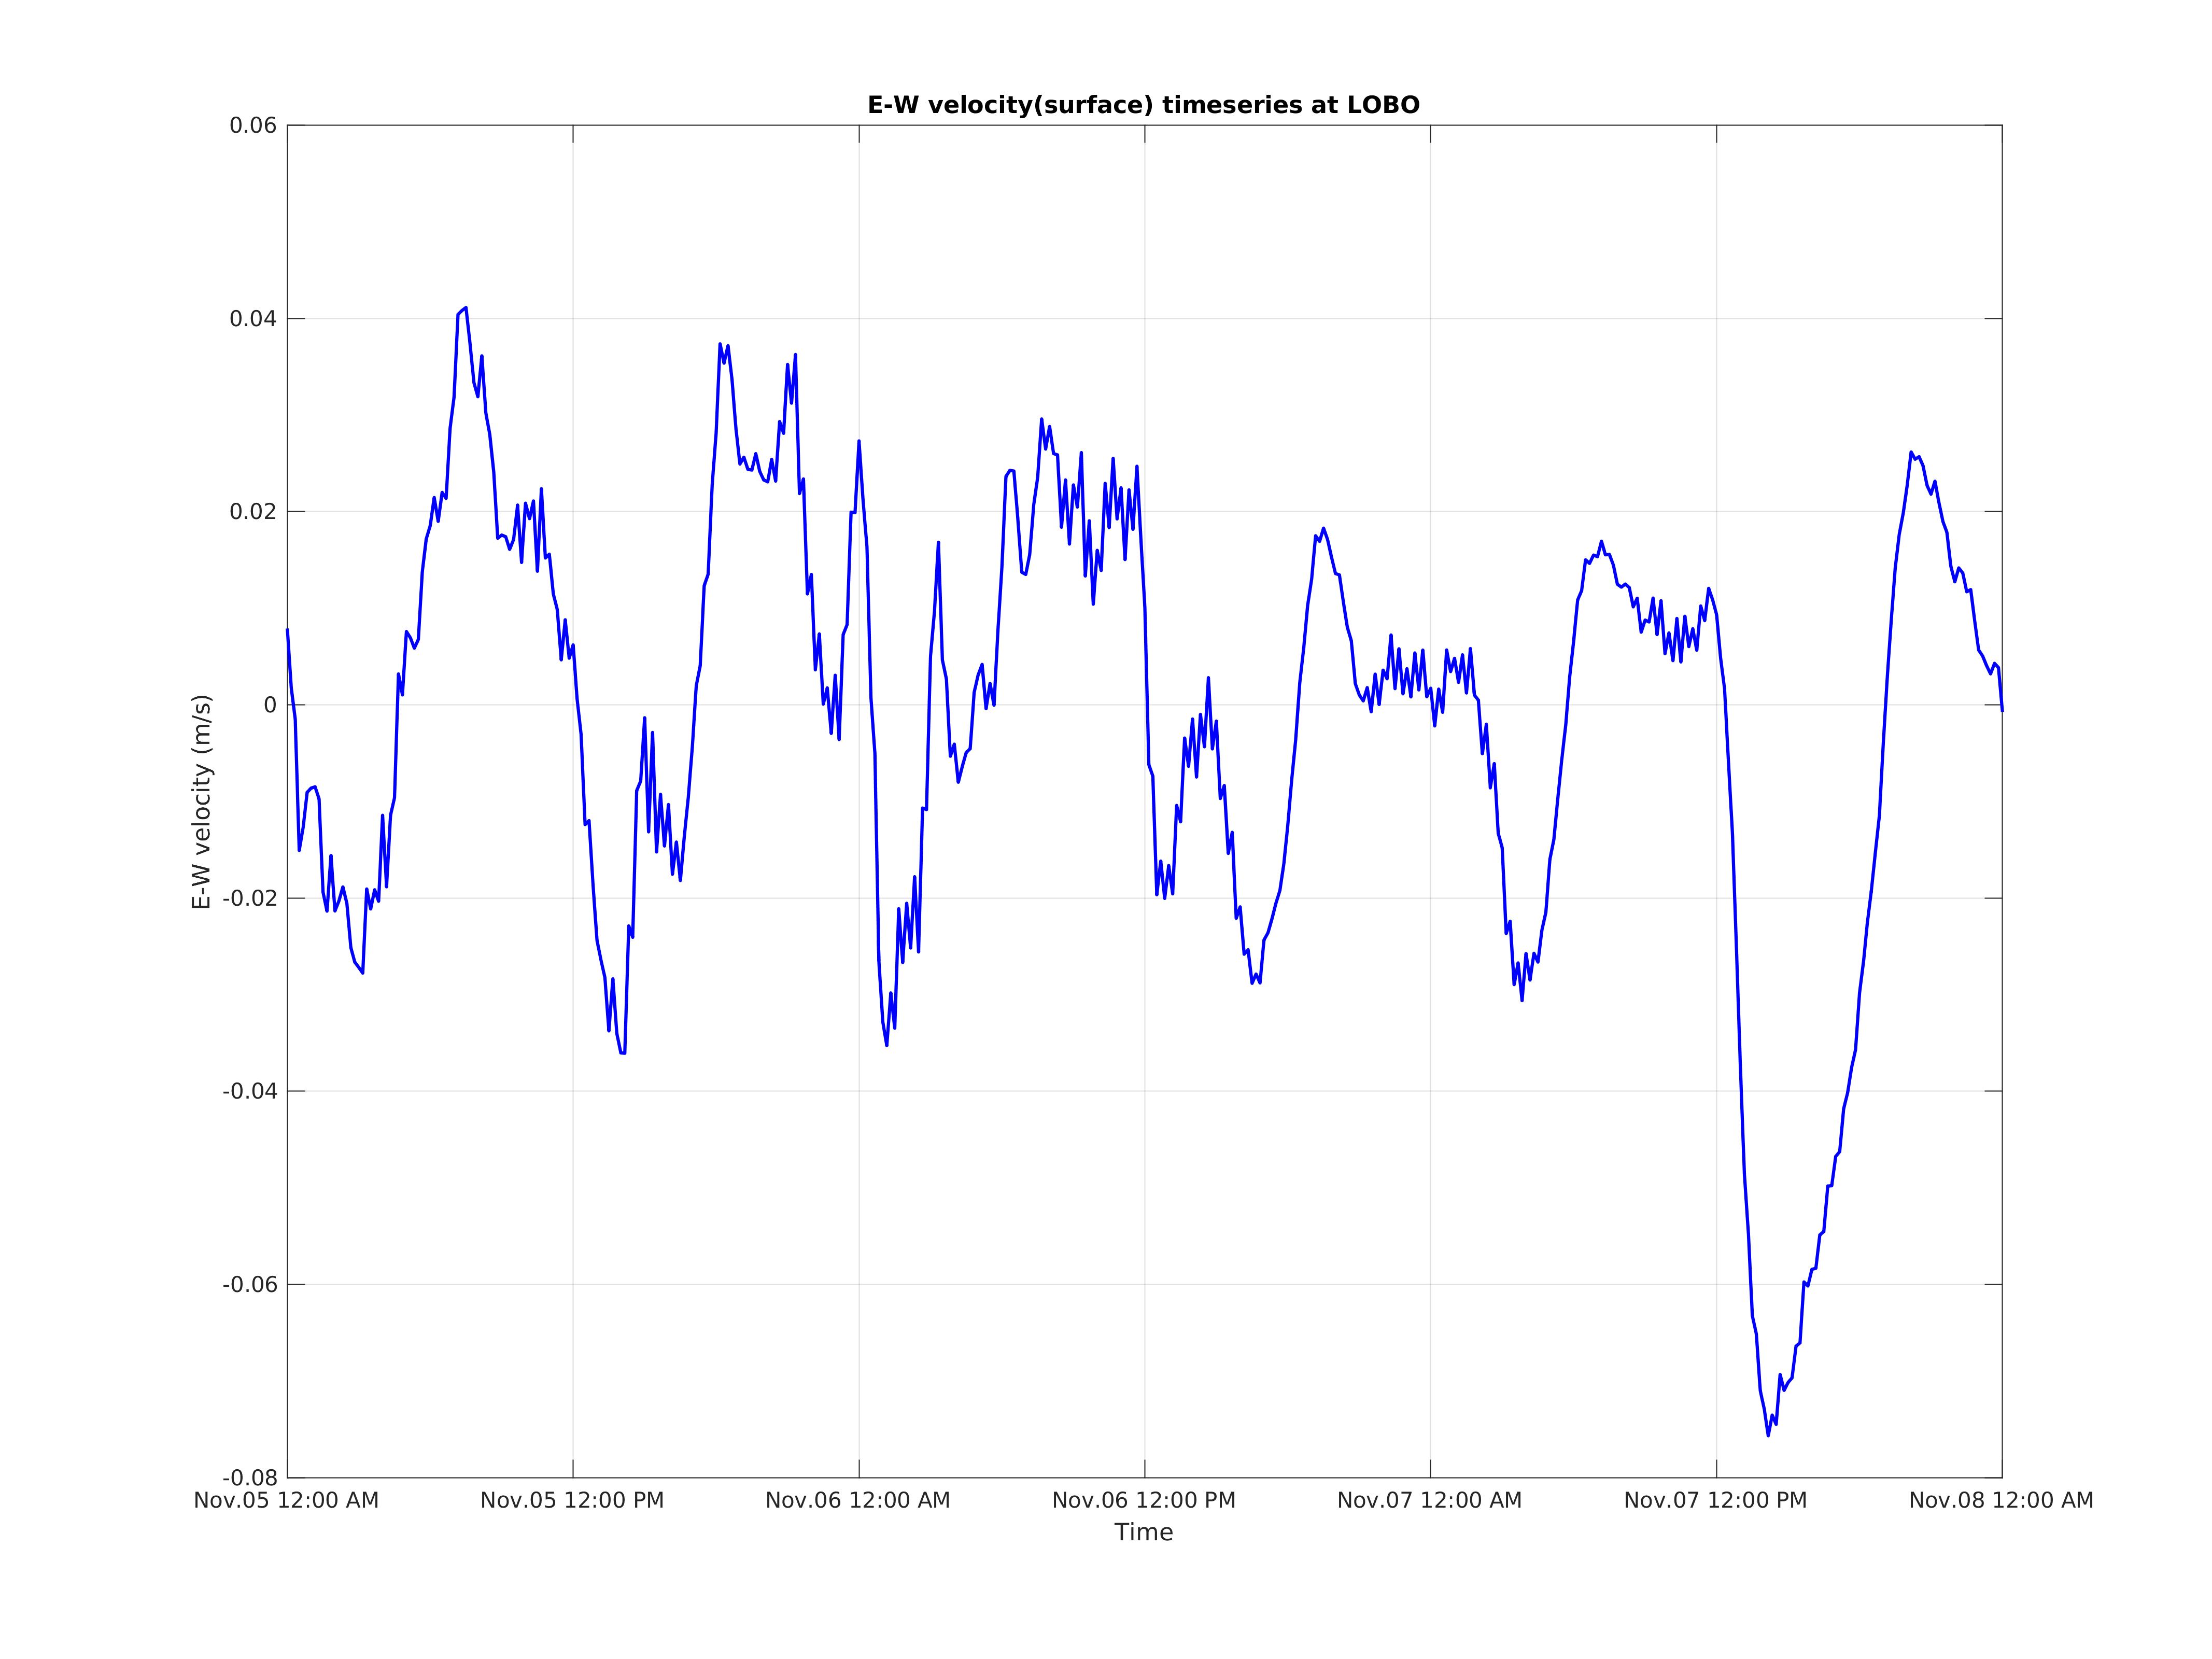 E-W velocity(surface) timeseries at LOBO
0.06
0.04
0.02
0
-0.02
-0.04
-0.06
-0.08
E-W velocity (m/s)
Nov.05 12:00 AM Nov.05 12:00 PM Nov.06 12:00 AM Nov.06 12:00 PM Nov.07 12:00 AM Nov.07 12:00 PM Nov.08 12:00 AM
Time